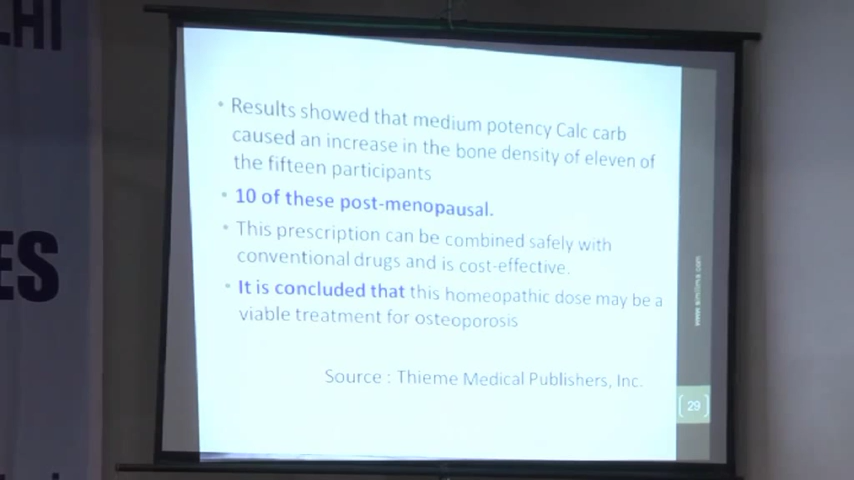 LHI
ES
• Results showed that medium potency Calc carb
caused an increase in the bone density of eleven of
the fifteen participants
• 10 of these post-menopausal.
• This prescription can be combined safely with
conventional drugs and is cost-effective.
• It is concluded that this homeopathic dose may be a
viable treatment for osteoporosis
Source : Thieme Medical Publishers, Inc.
29